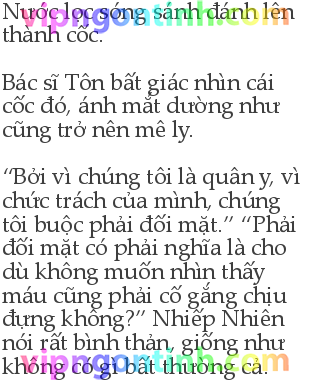 Nước lọc sóng sánh đánh lên
thành cốc.
Bác sĩ Tôn bất giác nhìn cái
cốc đó, ánh mắt dường như
cũng trở nên mê ly.
“Bởi vì chúng tôi là quân y, vì
chức trách của mình, chúng
tôi buộc phải đối mặt.” “Phải
đối mặt có phải nghĩa là cho
dù không muốn nhìn thấy
máu cũng phải cố gắng chịu
đựng không?” Nhiếp Nhiên
nói rất bình thản, giống như
không có gì bất thường cả.
vipngontinh.com
vipngontinh.com